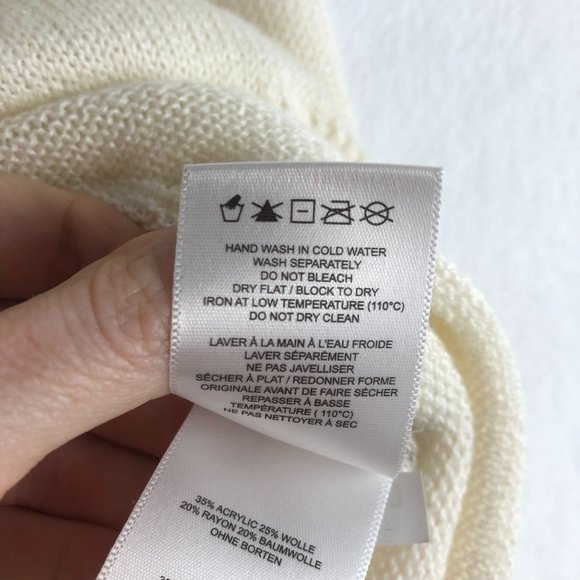 HAND WASH IN COLD WATER
WASH SEPARATELY
DO NOT BLEACH
DRY FLAT / BLOCK TO DRY
IRON AT LOW TEMPERATURE (110°C)
DO NOT DRY CLEAN
LAVER À LA MAIN À L'EAU FROIDE
LAVER SÉPARÉMENT
NE PAS JAVELLISER
SÉCHER À PLAT / REDONNER FORME
ORIGINALE AVANT DE FAIRE SÉCHER
REPASSER À BASSE
TEMPÉRATURE ( 110°C)
NE PAS NETTOYER À SEC
35% ACRYLIC 25% WOLLE
20% RAYON 20% BAUMWOLLE
OHNE BORTEN